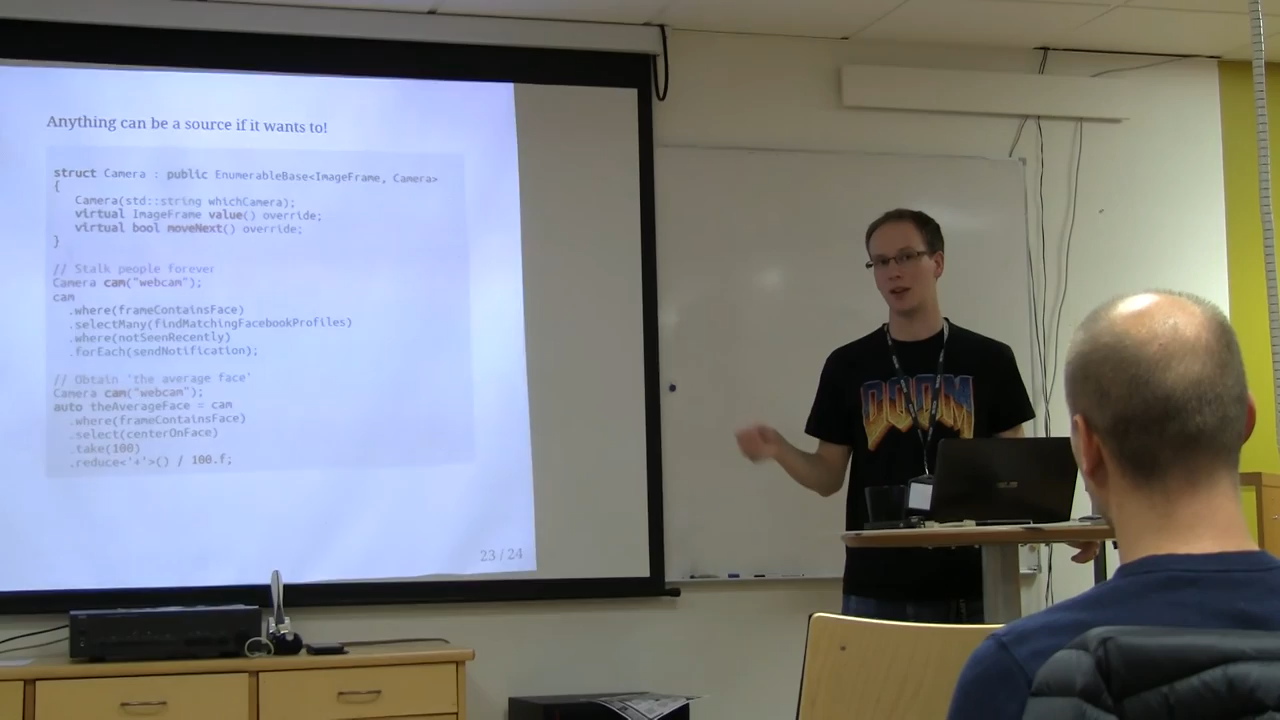 Anything can be a source if it wants to!
struct Camera : public EnumerableBase<ImageFrame, Camera>
{
Camera(std::string whichCamera);
virtual ImageFrame value() override;
virtual bool moveNext() override;
}
// Stalk people forever
Camera cam("webcam");
cam
.where(frameContainsFace)
.selectMany(findMatchingFacebookProfiles)
.where(notSeenRecently)
.forEach(sendNotification);
// Obtain 'the average face'
Camera cam("webcam");
auto theAverageFace = cam
.where(frameContainsFace)
.select(centerOnFace)
.take(100)
.reduce<'+'>() / 100.f;
23 / 24
DOOM
ASUS